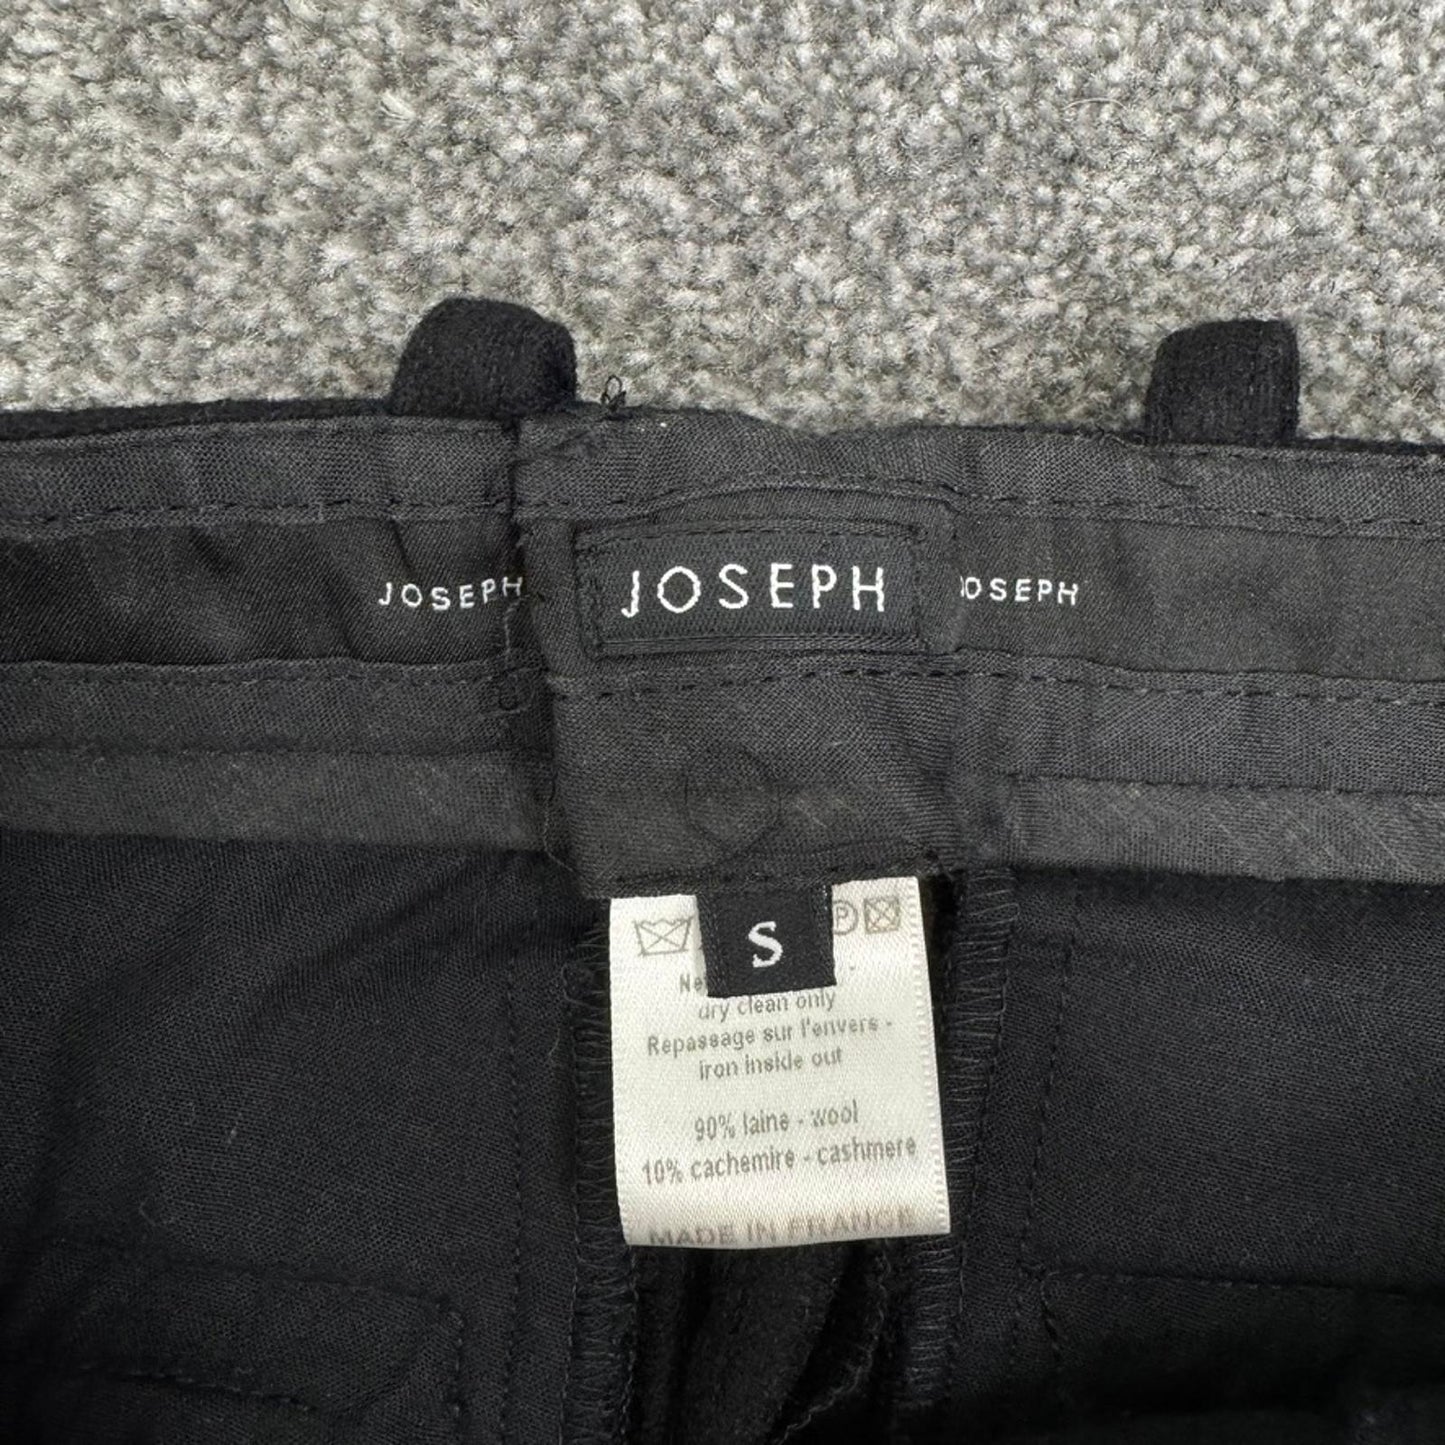 JOSEPH JOSEPH JOSEPH
S
P
dry clean only
Repassage sur l'envers -
iron inside out
90% laine - wool
10% cachemire - cashmere
MADE IN FRANCE